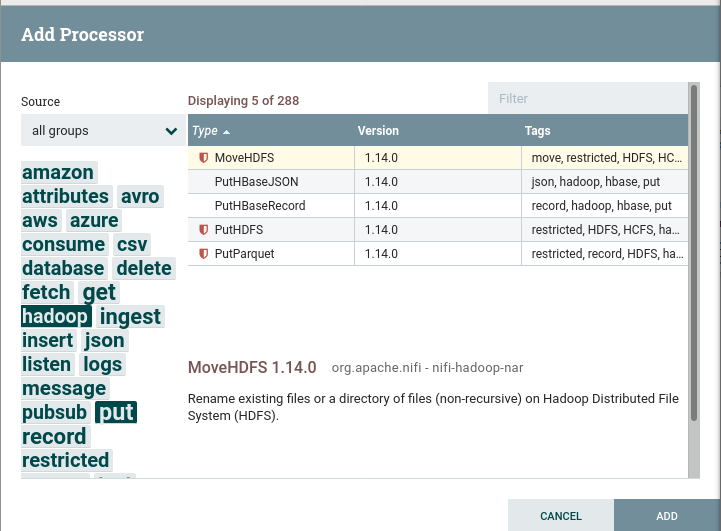 Add Processor
Source
Displaying 5 of 288
Filter
all groups
Type Version Tags
MoveHDFS 1.14.0 move, restricted, HDFS, HC...
PutHBaseJSON 1.14.0 json, hadoop, hbase, put
PutHBaseRecord 1.14.0 record, hadoop, hbase, put
PutHDFS 1.14.0 restricted, HDFS, HCFS, ha...
PutParquet 1.14.0 restricted, record, HDFS, ha...
amazon
attributes avro
aws azure
consume csv
database delete
fetch get
hadoop ingest
insert json
listen logs
message
pubsub put
record
restricted
MoveHDFS 1.14.0 org.apache.nifi - nifi-hadoop-nar
Rename existing files or a directory of files (non-recursive) on Hadoop Distributed File
System (HDFS).
CANCEL ADD